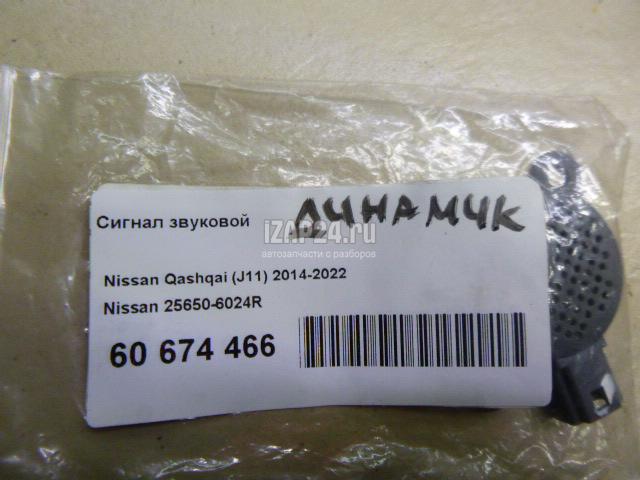 Сигнал звуковой
ДИНАМИК
IZAP24.ru
автозапчасти с разборов
Nissan Qashqai (J11) 2014-2022
Nissan 25650-6024R
60 674 466